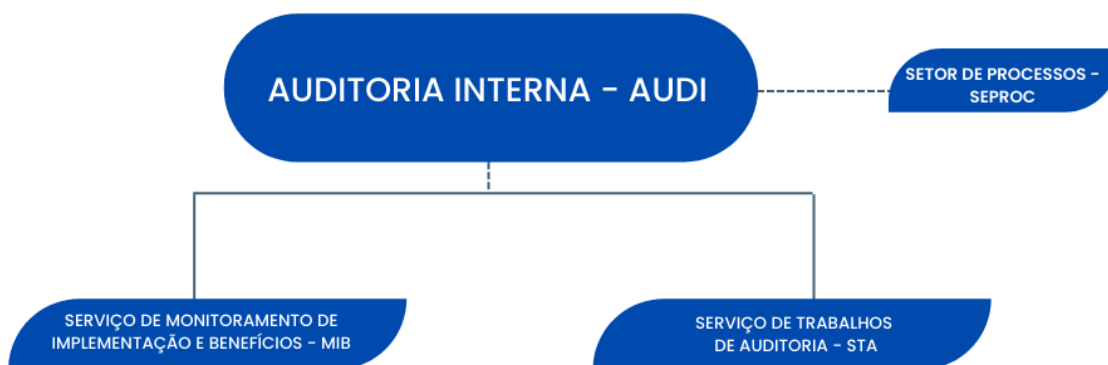 AUDITORIA INTERNA - AUDI
SETOR DE PROCESSOS -
SEPROC
SERVIÇO DE MONITORAMENTO DE
IMPLEMENTAÇÃO E BENEFÍCIOS - MIB
SERVIÇO DE TRABALHOS
DE AUDITORIA - STA